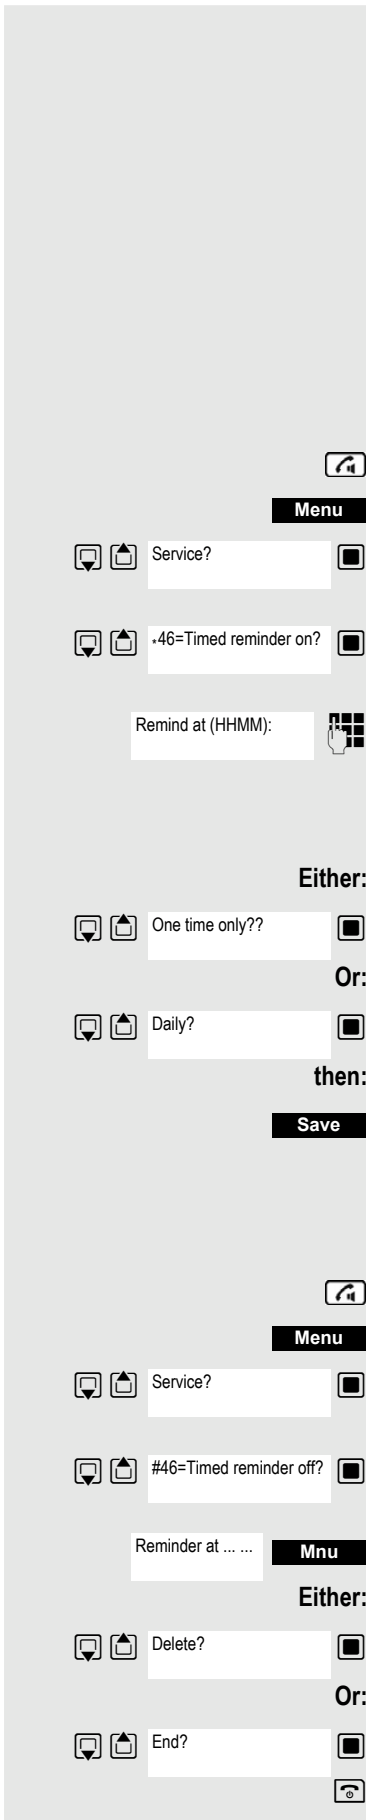 Menu
Service?
*46=Timed reminder on?
Remind at (HHMM):
Either:
One time only??
Or:
Daily?
then:
Save
Menu
Service?
#46=Timed reminder off?
Reminder at ... ... Mnu
Either:
Delete?
Or:
End?